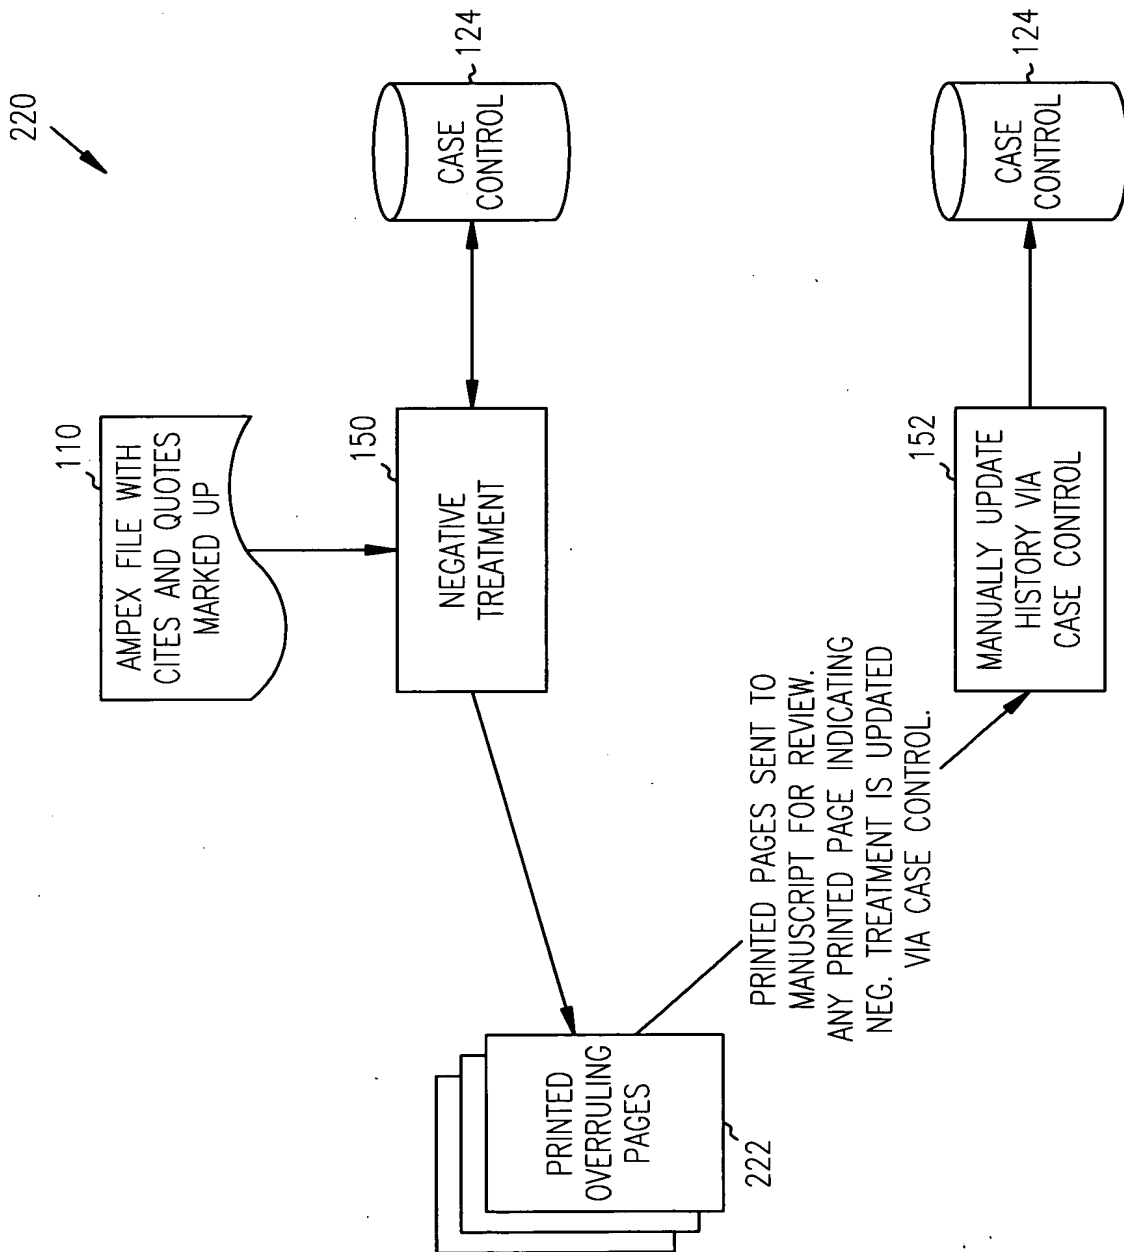 220
110
AMPEX FILE WITH
CITES AND QUOTES
MARKED UP
150
NEGATIVE
TREATMENT
124
CASE
CONTROL
PRINTED
OVERRULING
PAGES
222
PRINTED PAGES SENT TO
MANUSCRIPT FOR REVIEW.
ANY PRINTED PAGE INDICATING
NEG. TREATMENT IS UPDATED
VIA CASE CONTROL.
152
MANUALLY UPDATE
HISTORY VIA
CASE CONTROL
124
CASE
CONTROL